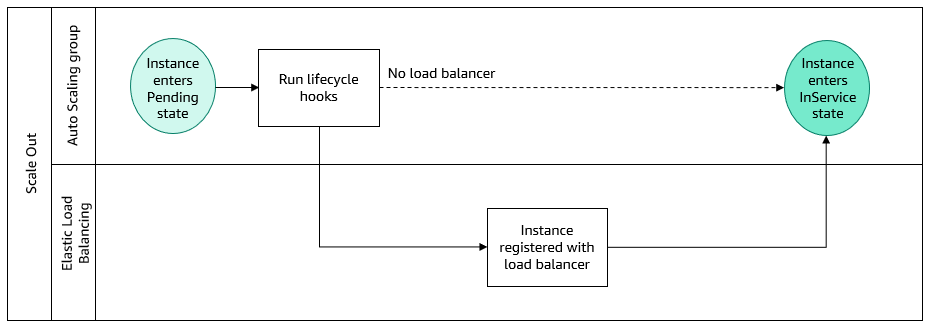 Scale Out
Auto Scaling group
Instance
enters
Pending
state
Run lifecycle
hooks
No load balancer
Instance
enters
InService
state
Elastic Load
Balancing
Instance
registered with
load balancer